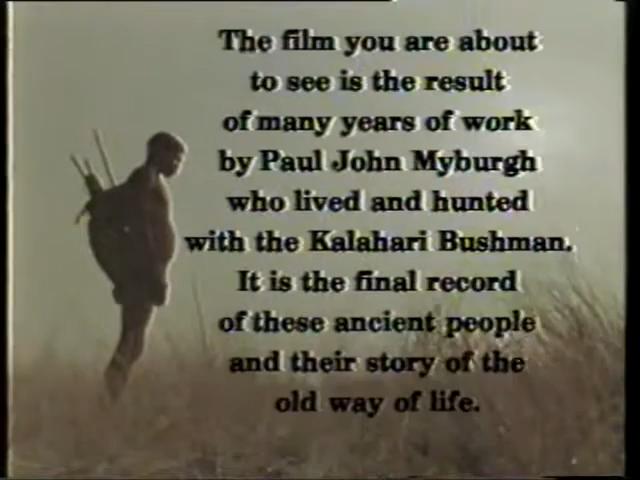 The film you are about
to see is the result
of many years of work
by Paul John Myburgh
who lived and hunted
with the Kalahari Bushman.
It is the final record
of these ancient people
and their story of the
old way of life.